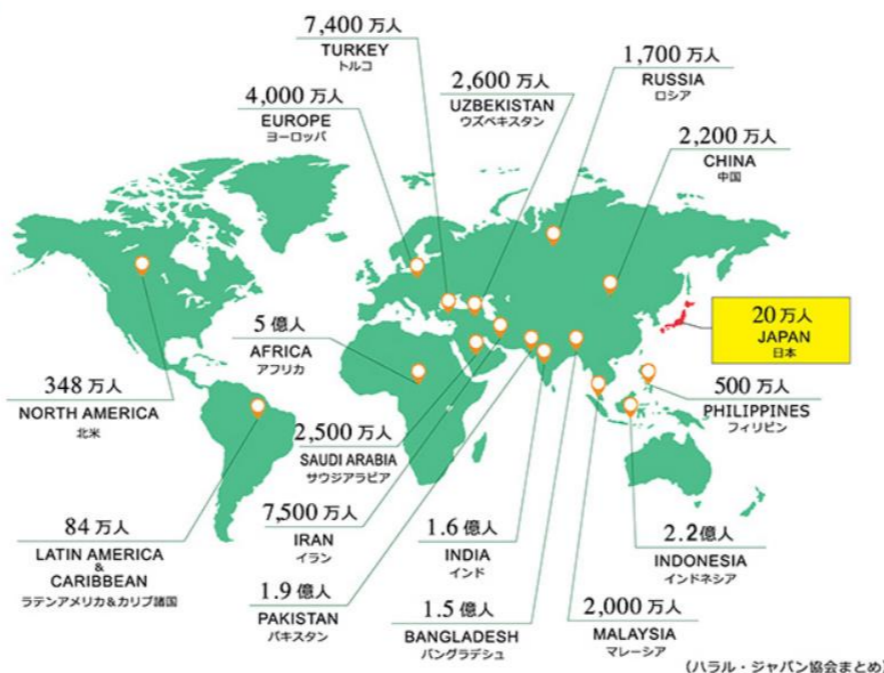 7,400 万人
TURKEY
トルコ
1,700 万人
RUSSIA
ロシア
2,600 万人
UZBEKISTAN
ウズベキスタン
4,000 万人
EUROPE
ヨーロッパ
2,200 万人
CHINA
中国
20 万人
JAPAN
日本
5 億人
AFRICA
アフリカ
348 万人
NORTH AMERICA
北米
500 万人
PHILIPPINES
フィリピン
2,500 万人
SAUDI ARABIA
サウジアラビア
7,500 万人
IRAN
イラン
1.6 億人
INDIA
インド
2.2億人
INDONESIA
インドネシア
84 万人
LATIN AMERICA
&
CARIBBEAN
ラテンアメリカ&カリブ諸国
1.9 億人
PAKISTAN
パキスタン
1.5 億人
BANGLADESH
バングラデシュ
2,000 万人
MALAYSIA
マレーシア
(ハラル・ジャパン協会まとめ)